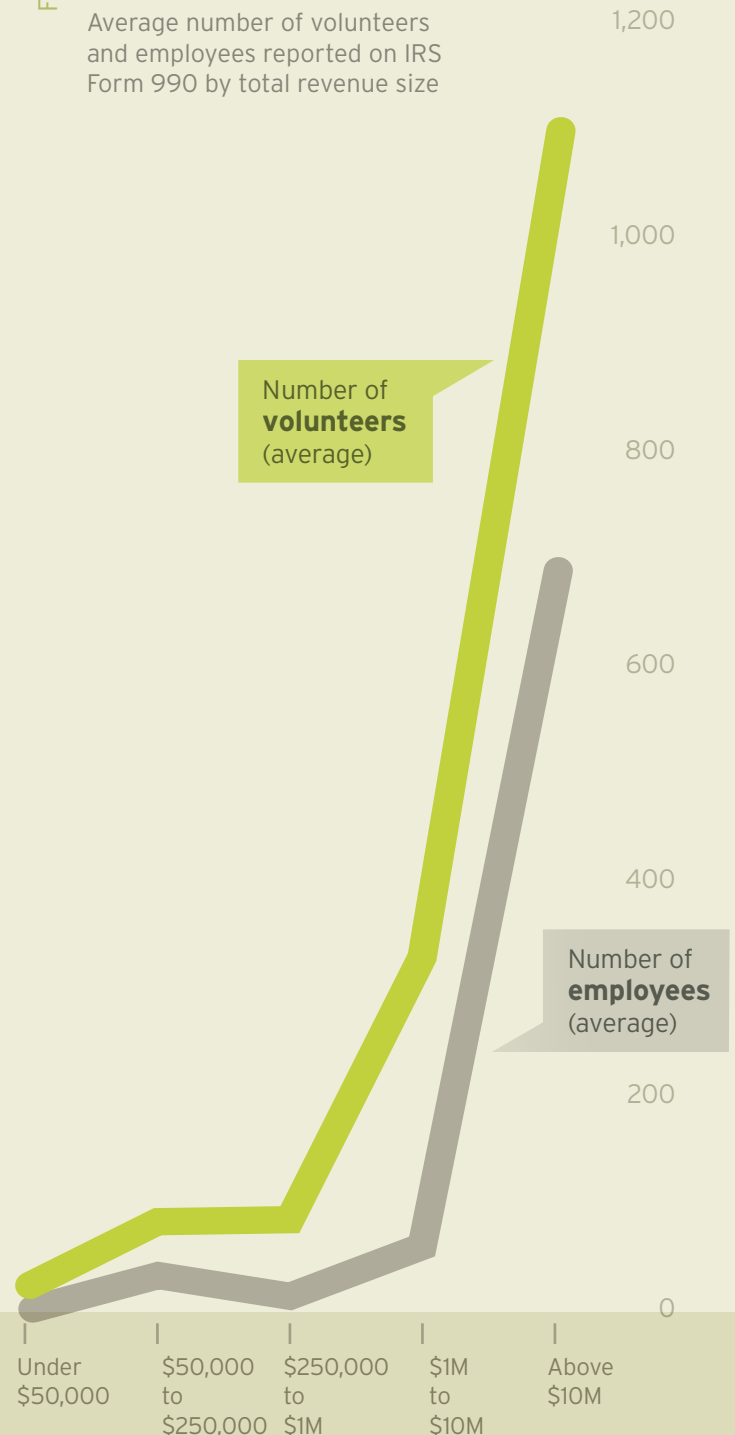 F
Average number of volunteers
and employees reported on IRS
Form 990 by total revenue size
1,200
1,000
Number of
volunteers
(average)
800
600
400
Number of
employees
(average)
200
0
Under
$50,000
$50,000
to
$250,000
$250,000
to
$1M
$1M
to
$10M
Above
$10M